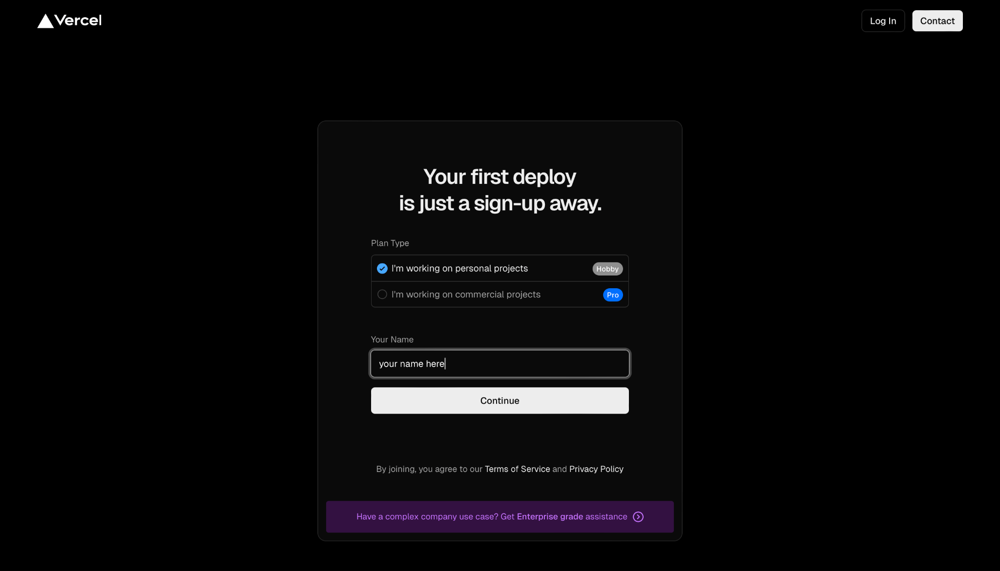 Vercel
Log In
Contact
Your first deploy
is just a sign-up away.
Plan Type
I'm working on personal projects
Hobby
I'm working on commercial projects
Pro
Your Name
your name here
Continue
By joining, you agree to our Terms of Service and Privacy Policy
Have a complex company use case? Get Enterprise grade assistance